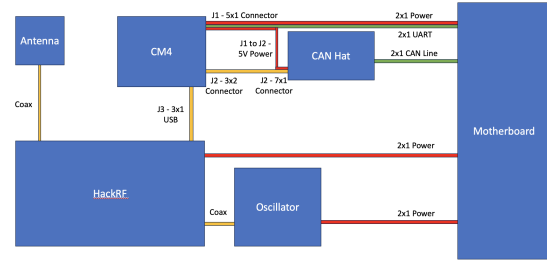 J1 - 5x1 Connector
2x1 Power
2x1 UART
Antenna
CM4
J1 to J2 -
5V Power
CAN Hat
2x1 CAN Line
J2 - 3x2
Connector
J2 - 7x1
Connector
Coax
J3 - 3x1
USB
Motherboard
2x1 Power
HackRF
Coax
Oscillator
2x1 Power